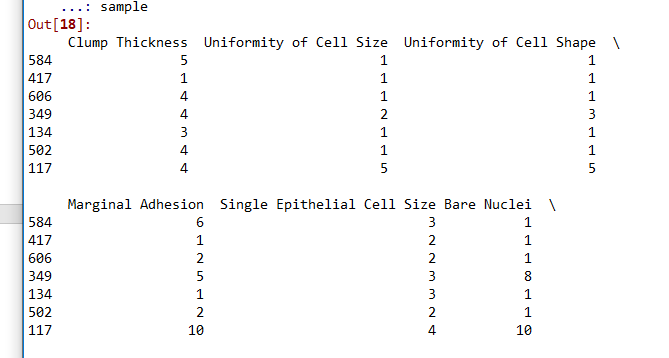 ...: sample
Out[18]:
Clump Thickness Uniformity of Cell Size Uniformity of Cell Shape \
584 5 1 1
417 1 1 1
606 4 1 1
349 4 2 3
134 3 1 1
502 4 1 1
117 4 5 5
Marginal Adhesion Single Epithelial Cell Size Bare Nuclei \
584 6 3 1
417 1 2 1
606 2 2 1
349 5 3 8
134 1 3 1
502 2 2 1
117 10 4 10